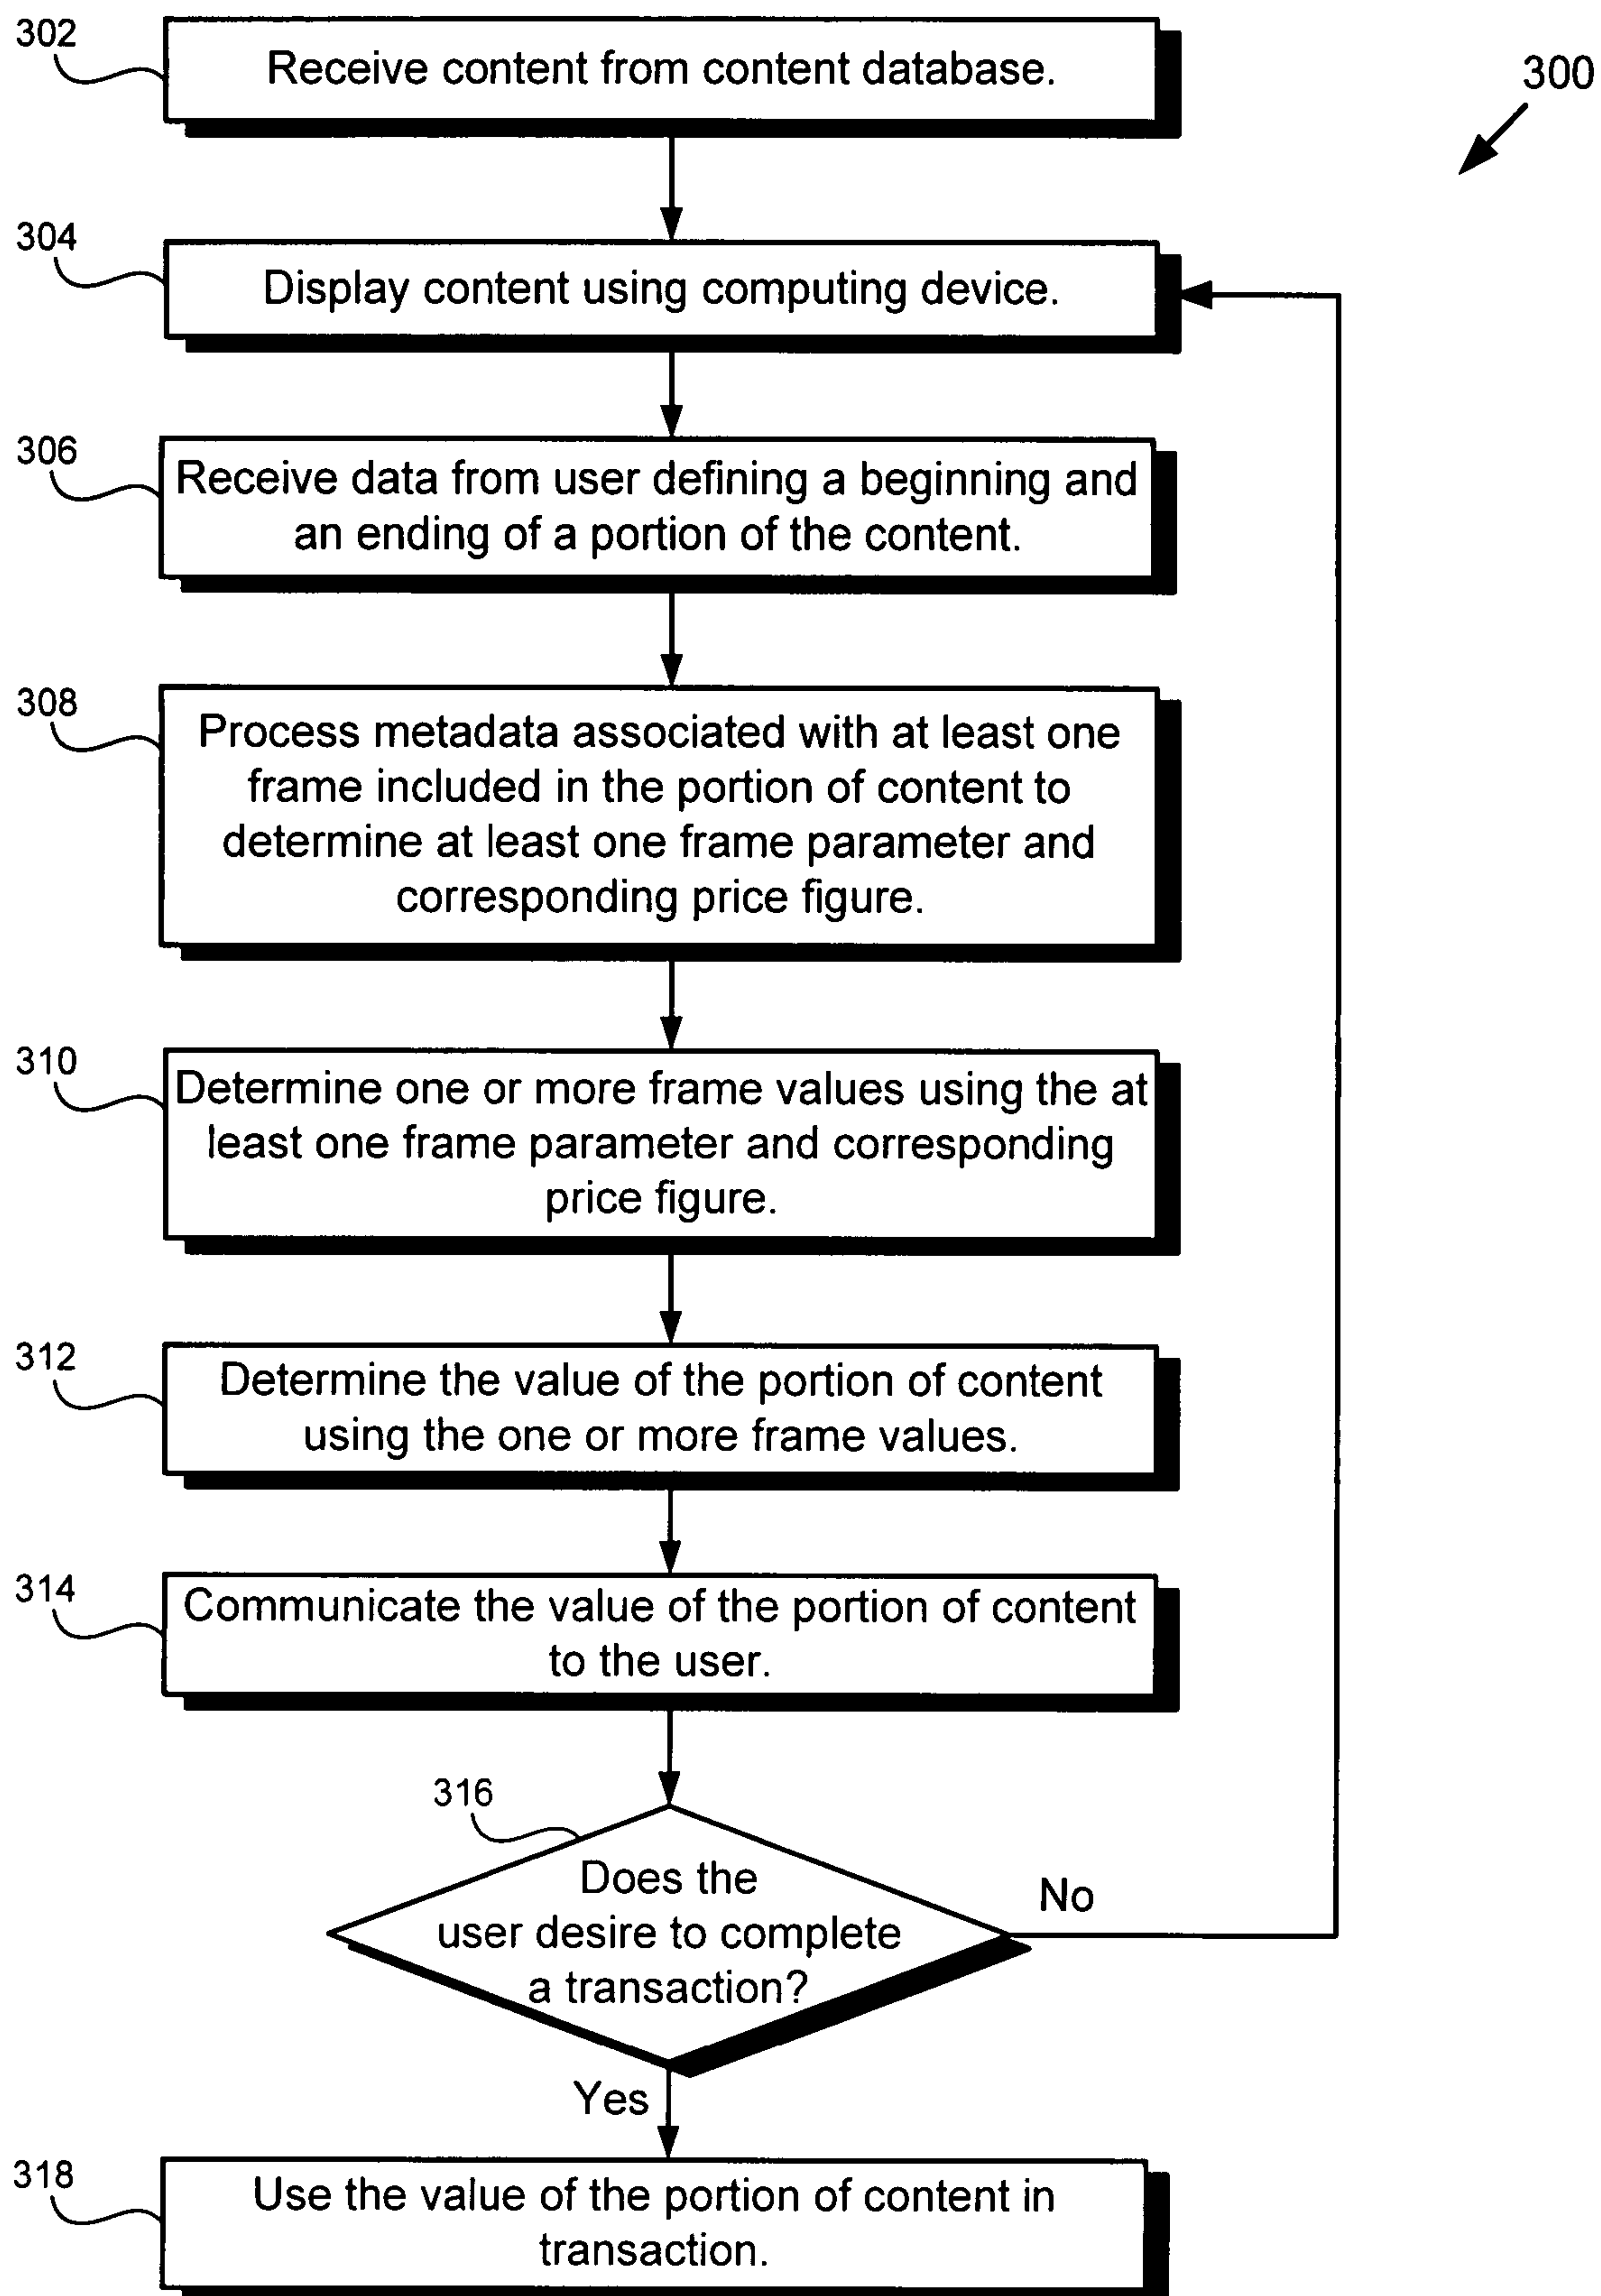 302
Receive content from content database.
300
304
Display content using computing device.
306
Receive data from user defining a beginning and
an ending of a portion of the content.
308
Process metadata associated with at least one
frame included in the portion of content to
determine at least one frame parameter and
corresponding price figure.
310
Determine one or more frame values using the at
least one frame parameter and corresponding
price figure.
312
Determine the value of the portion of content
using the one or more frame values.
314
Communicate the value of the portion of content
to the user.
316
Does the
user desire to complete
a transaction?
No
Yes
318
Use the value of the portion of content in
transaction.